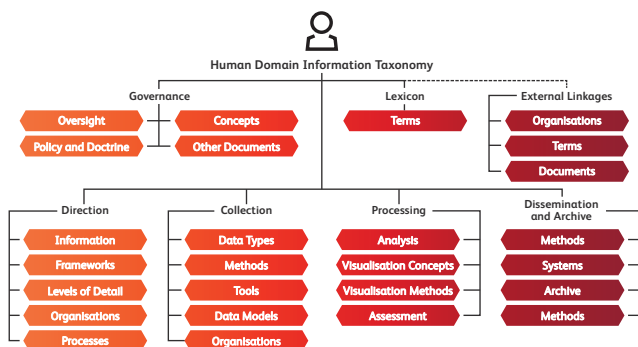 Human Domain Information Taxonomy
Governance
Oversight
Concepts
Policy and Doctrine
Other Documents
Lexicon
Terms
External Linkages
Organisations
Terms
Documents
Direction
Information
Frameworks
Levels of Detail
Organisations
Processes
Collection
Data Types
Methods
Tools
Data Models
Organisations
Processing
Analysis
Visualisation Concepts
Visualisation Methods
Assessment
Dissemination
and Archive
Methods
Systems
Archive
Methods